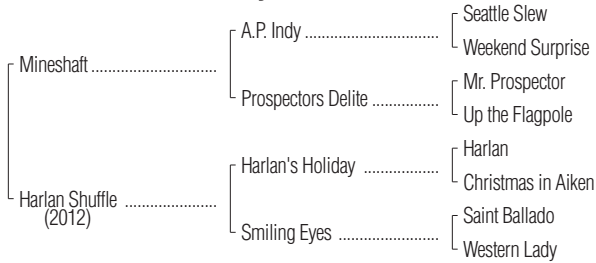 Seattle Slew
A.P. Indy
Weekend Surprise
Mineshaft
Mr. Prospector
Prospectors Delite
Up the Flagpole
Harlan
Harlan's Holiday
Christmas in Aiken
Harlan Shuffle
(2012)
Saint Ballado
Smiling Eyes
Western Lady